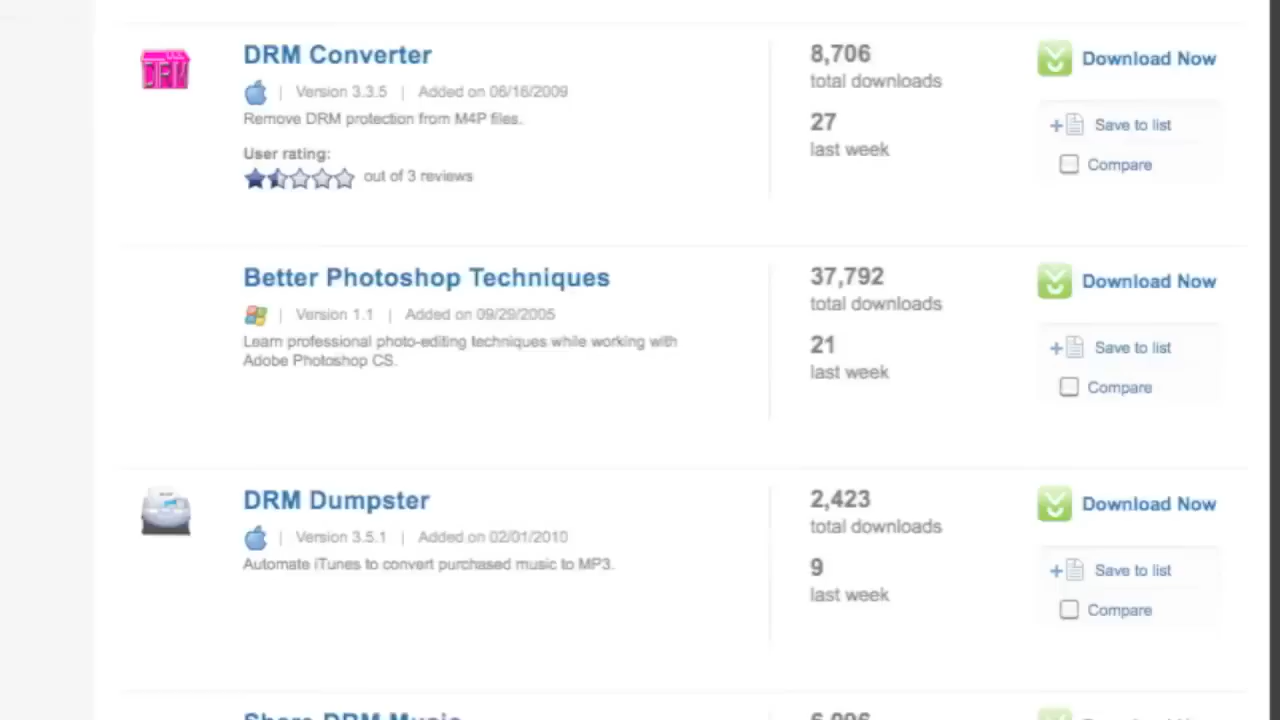 DRM
DRM Converter
| Version 3.3.5 | Added on 06/16/2009
Remove DRM protection from M4P files.
User rating:
out of 3 reviews
8,706
total downloads
27
last week
Download Now
Save to list
Compare
Better Photoshop Techniques
| Version 1.1 | Added on 09/29/2005
Learn professional photo-editing techniques while working with
Adobe Photoshop CS.
37,792
total downloads
21
last week
Download Now
Save to list
Compare
DRM Dumpster
| Version 3.5.1 | Added on 02/01/2010
Automate iTunes to convert purchased music to MP3.
2,423
total downloads
9
last week
Download Now
Save to list
Compare
Share DRM Music